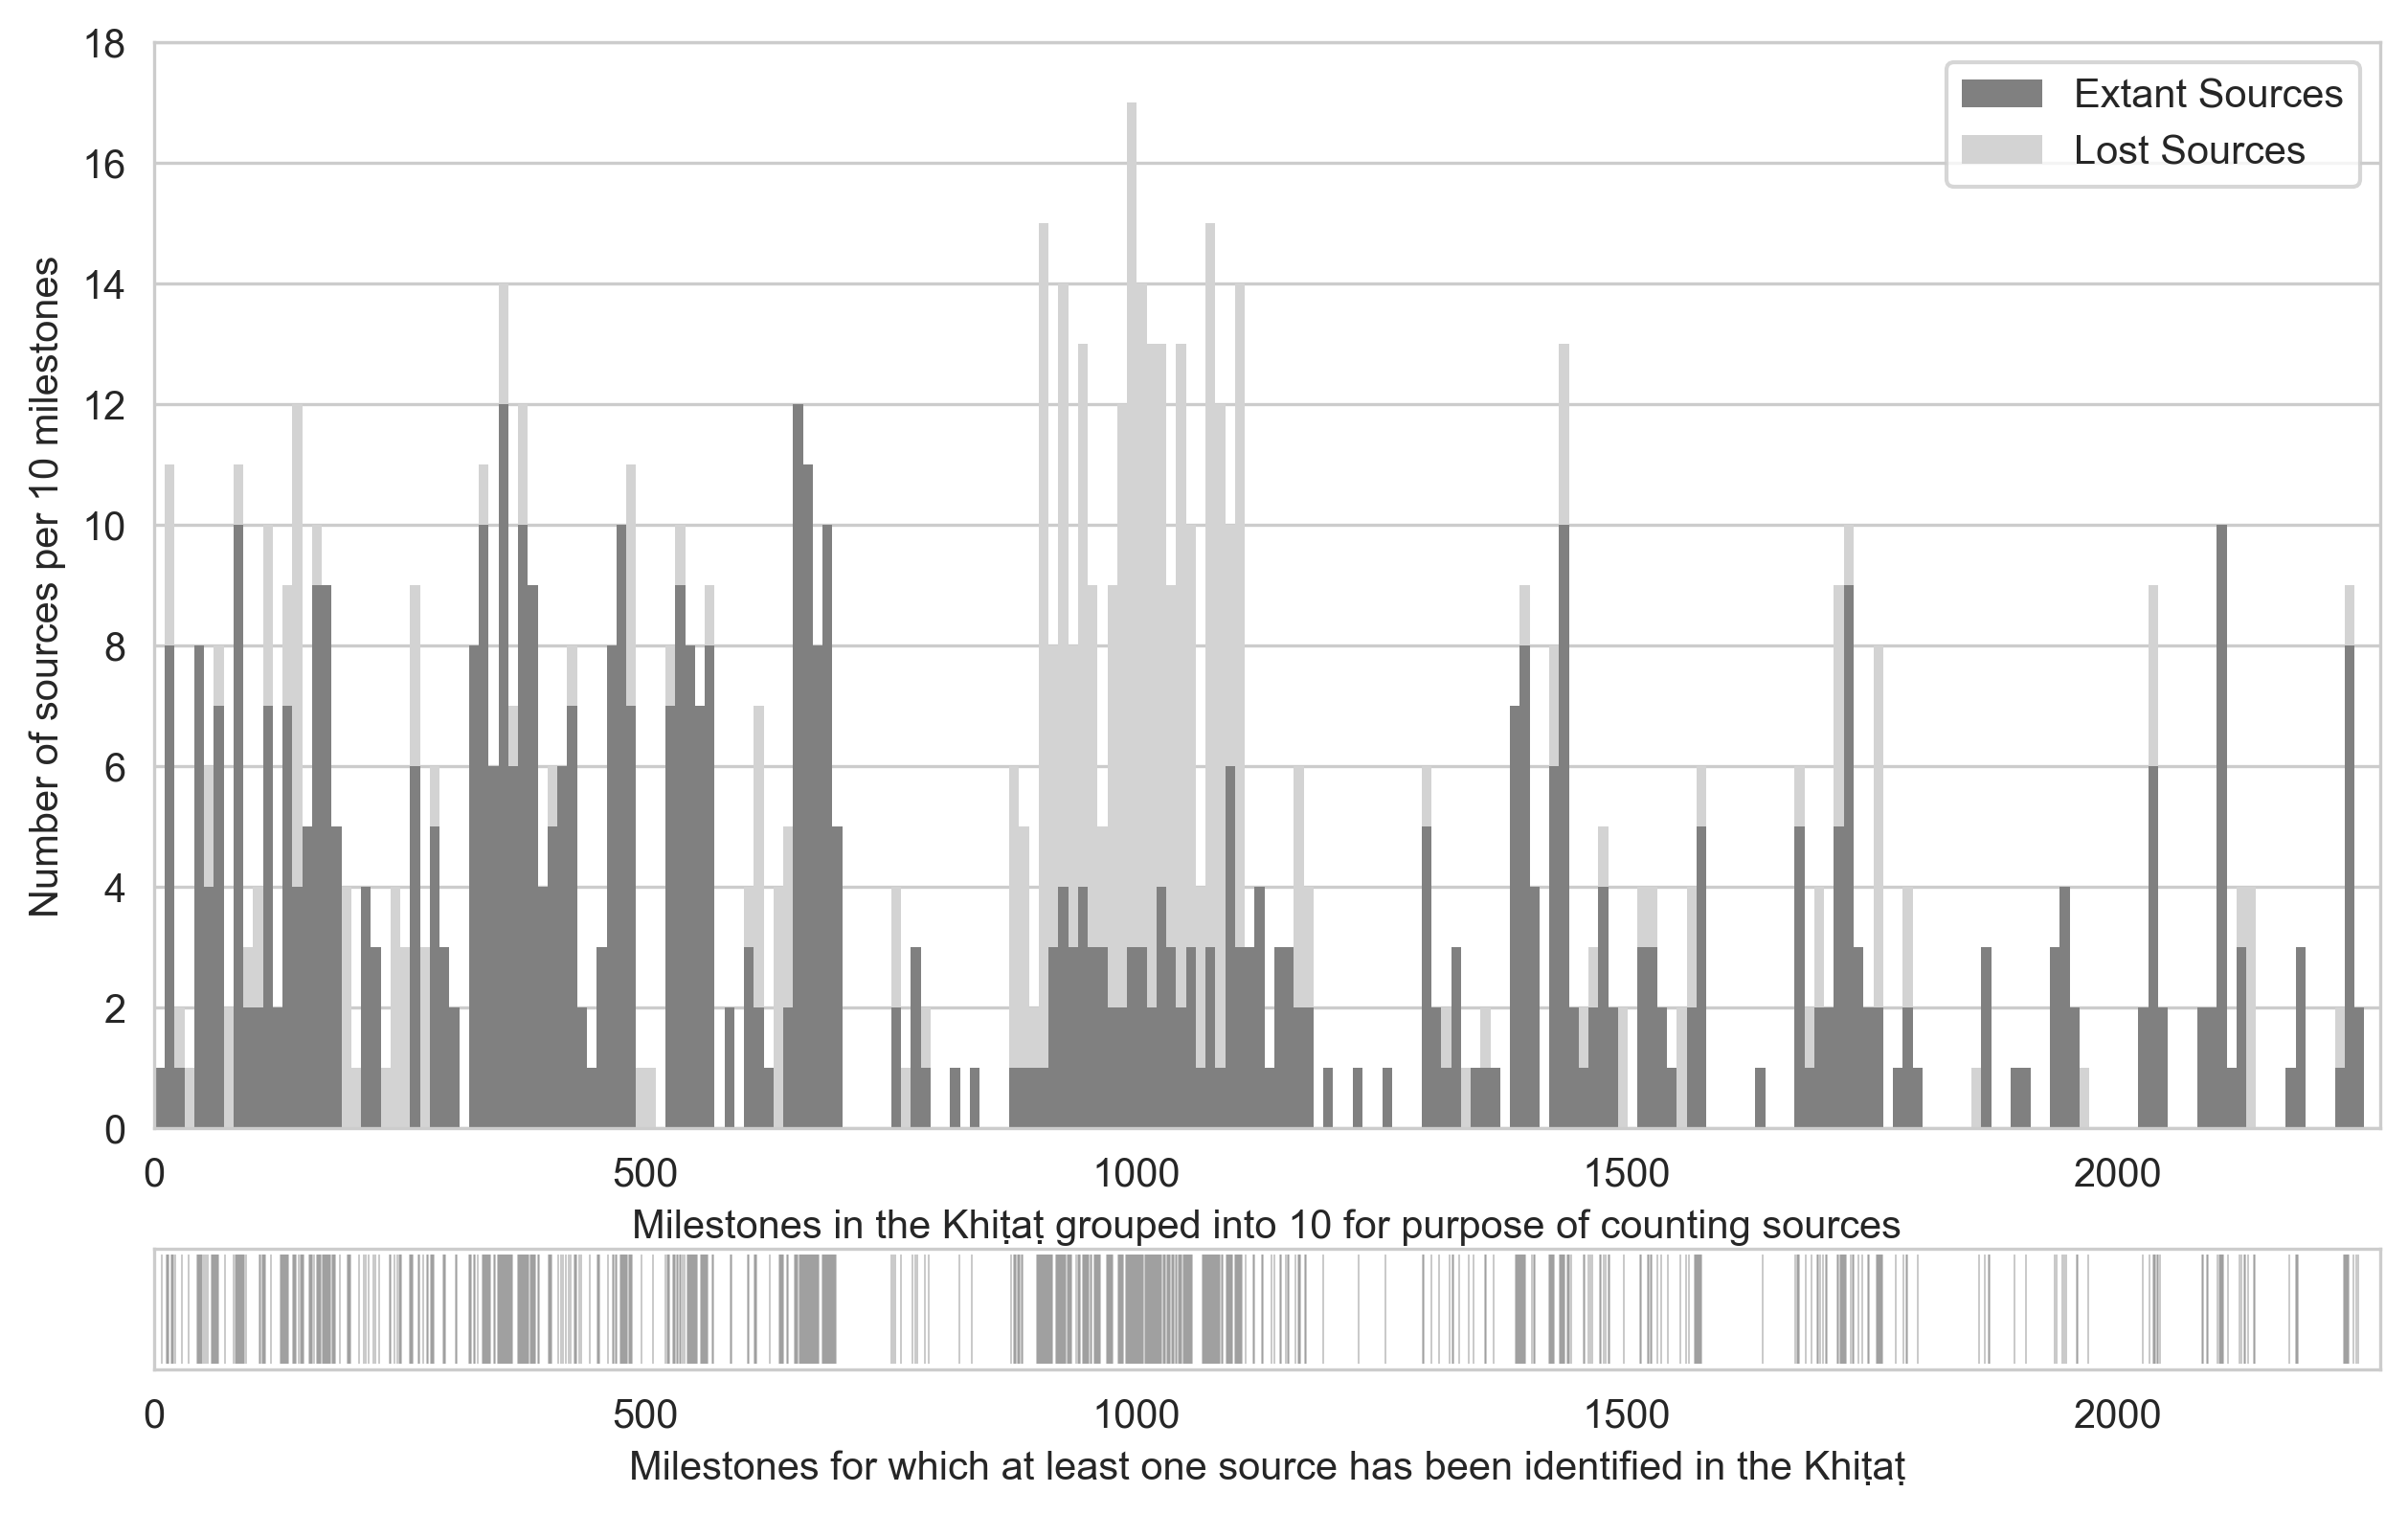 18
16
14
12
10
8
6
4
2
0
Number of sources per 10 milestones
Extant Sources
Lost Sources
0 500 1000 1500 2000
Milestones in the Khiṭaṭ grouped into 10 for purpose of counting sources
0 500 1000 1500 2000
Milestones for which at least one source has been identified in the Khiṭaṭ